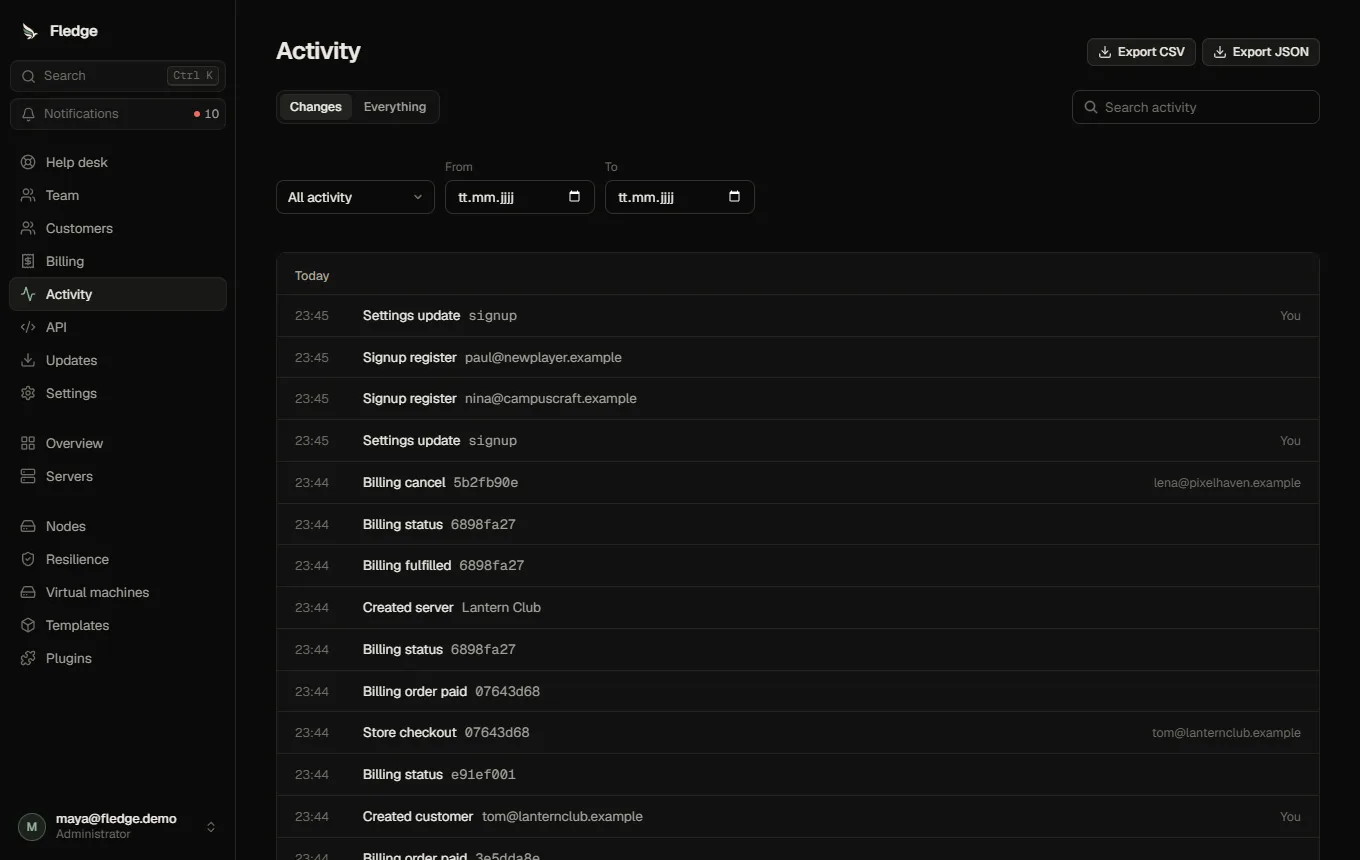 Fledge
Search Ctrl K
Notifications 10
Help desk
Team
Customers
Billing
Activity
API
Updates
Settings
Overview
Servers
Nodes
Resilience
Virtual machines
Templates
Plugins
M maya@fledge.demo
Administrator
Activity
Export CSV Export JSON
Changes Everything
Search activity
From To
All activity tt.mm.jjjj tt.mm.jjjj
Today
23:45 Settings update signup You
23:45 Signup register paul@newplayer.example
23:45 Signup register nina@campuscraft.example
23:45 Settings update signup You
23:44 Billing cancel 5b2fb90e lena@pixelhaven.example
23:44 Billing status 6898fa27
23:44 Billing fulfilled 6898fa27
23:44 Created server Lantern Club
23:44 Billing status 6898fa27
23:44 Billing order paid 07643d68
23:44 Store checkout 07643d68 tom@lanternclub.example
23:44 Billing status e91ef001
23:44 Created customer tom@lanternclub.example You
23:44 Billing order paid 3e5dda8e